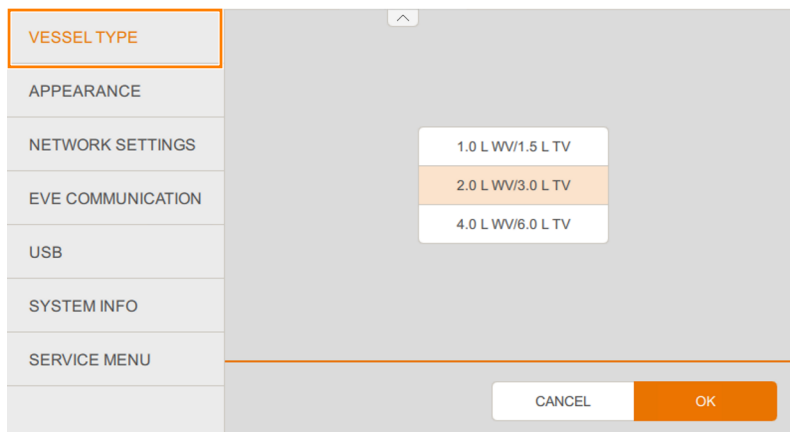 VESSEL TYPE
APPEARANCE
NETWORK SETTINGS
EVE COMMUNICATION
USB
SYSTEM INFO
SERVICE MENU
1.0 L WV/1.5 L TV
2.0 L WV/3.0 L TV
4.0 L WV/6.0 L TV
CANCEL
OK